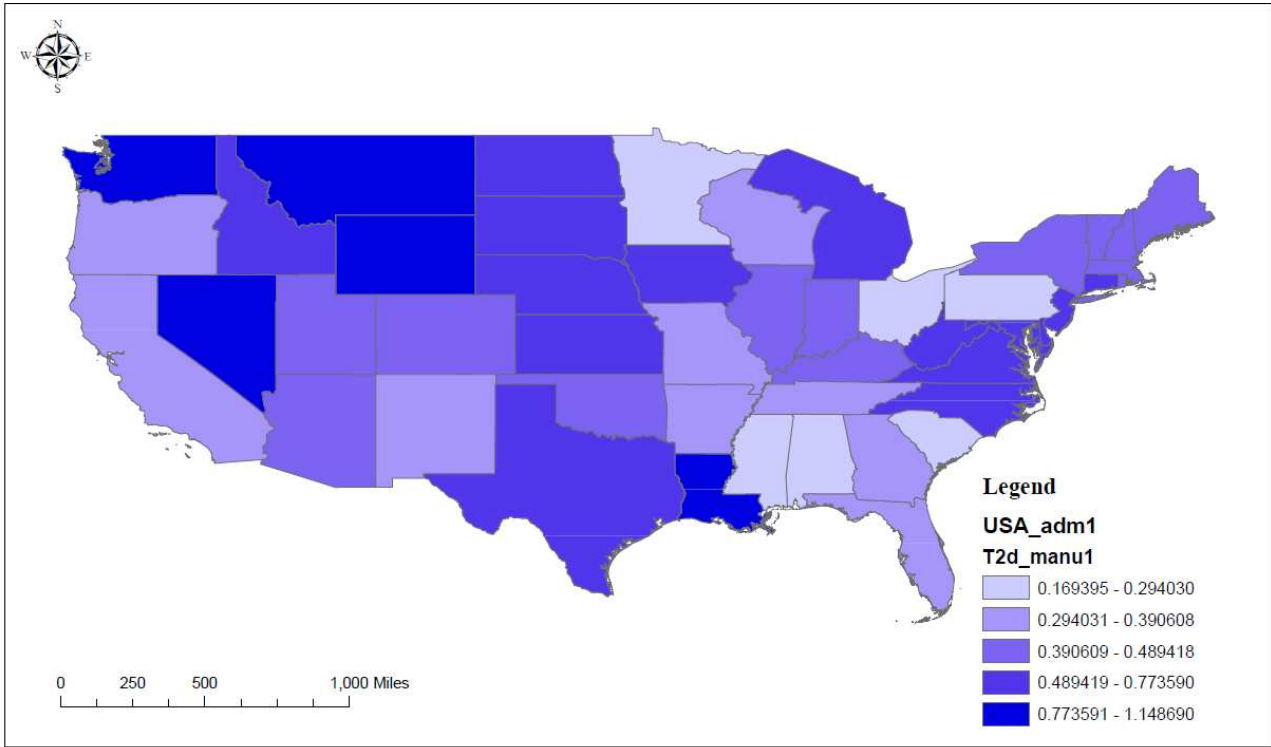 N
W E
S
Legend
USA_adm1
T2d_manu1
0.169395 - 0.294030
0.294031 - 0.390608
0.390609 - 0.489418
0.489419 - 0.773590
0.773591 - 1.148690
0 250 500 1,000 Miles